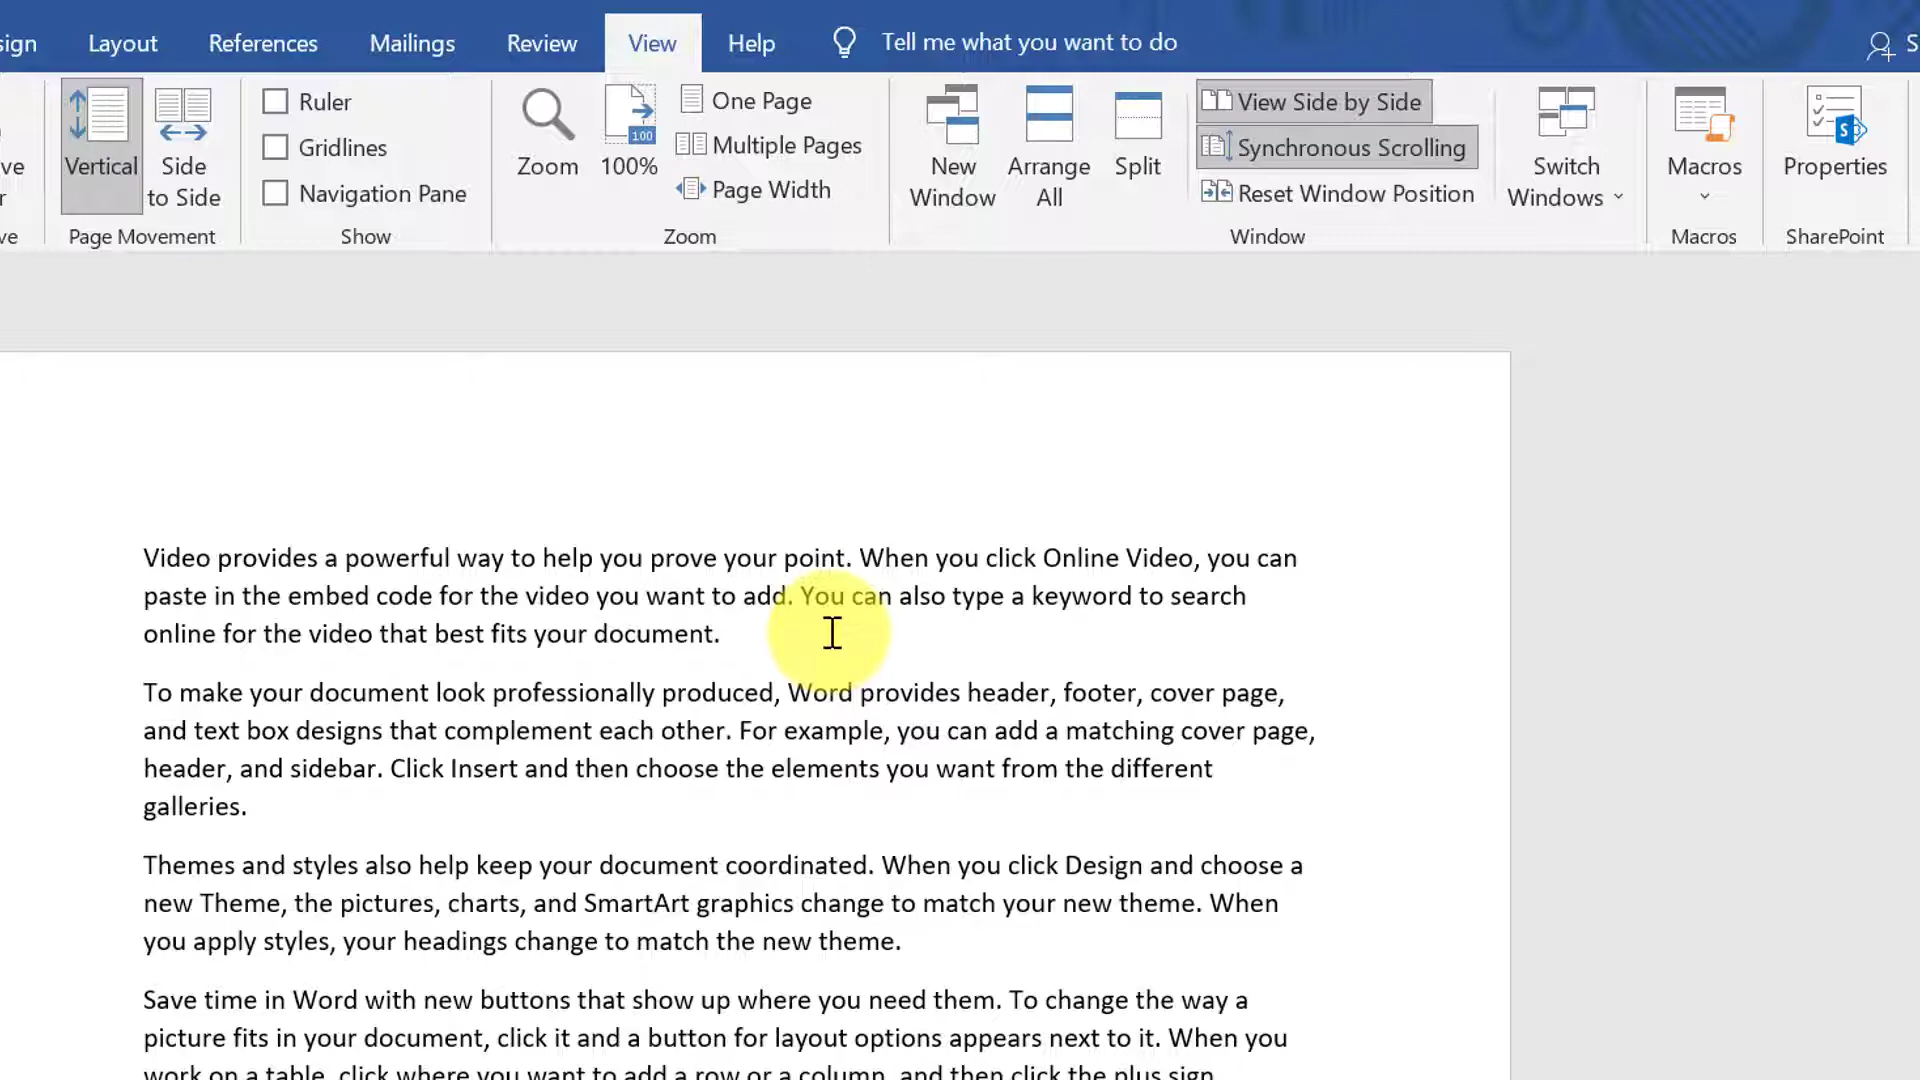 Layout References Mailings Review View Help Tell me what you want to do
Vertical
Side
to Side
Page Movement
Ruler
Gridlines
Navigation Pane
Show
Zoom
100
100%
One Page
Multiple Pages
Page Width
Zoom
New
Window
Arrange
All
Split
View Side by Side
Synchronous Scrolling
Reset Window Position
Switch
Windows
Window
Macros
Macros
S
Properties
SharePoint
Video provides a powerful way to help you prove your point. When you click Online Video, you can
paste in the embed code for the video you want to add. You can also type a keyword to search
online for the video that best fits your document.
To make your document look professionally produced, Word provides header, footer, cover page,
and text box designs that complement each other. For example, you can add a matching cover page,
header, and sidebar. Click Insert and then choose the elements you want from the different
galleries.
Themes and styles also help keep your document coordinated. When you click Design and choose a
new Theme, the pictures, charts, and SmartArt graphics change to match your new theme. When
you apply styles, your headings change to match the new theme.
Save time in Word with new buttons that show up where you need them. To change the way a
picture fits in your document, click it and a button for layout options appears next to it. When you
work on a table, click where you want to add a row or a column, and then click the plus sign.